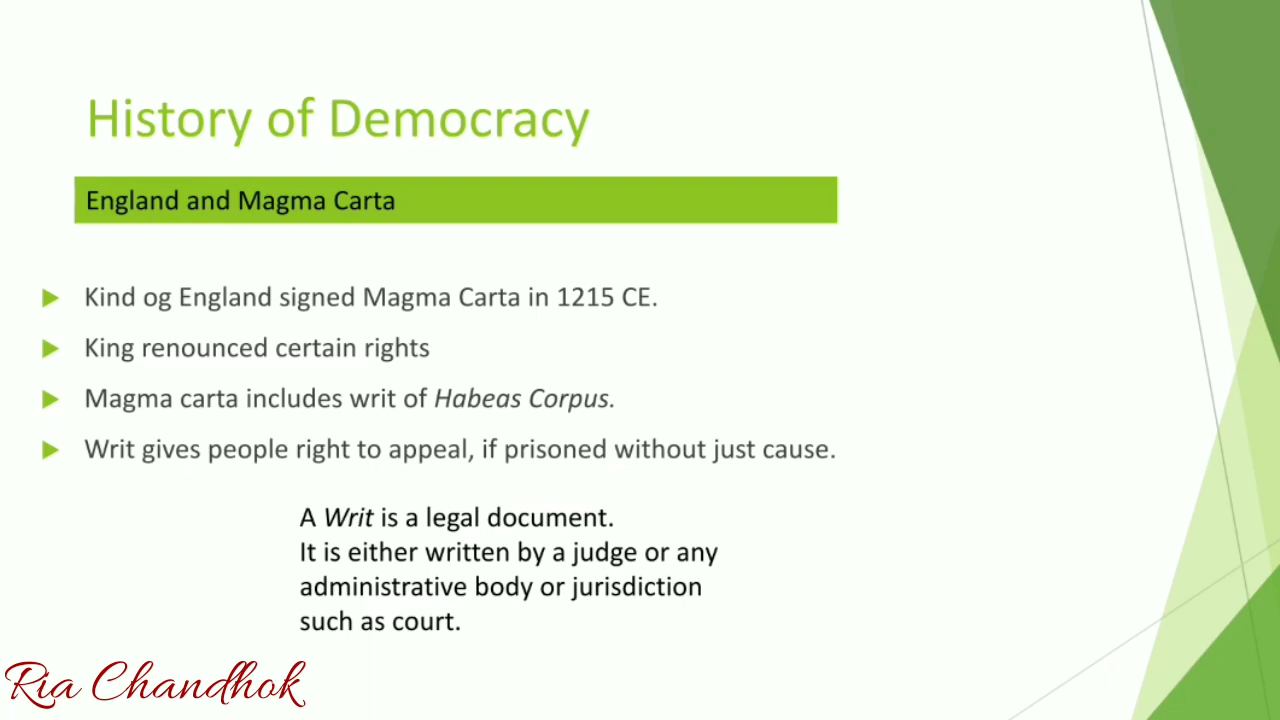 History of Democracy
England and Magma Carta
Kind og England signed Magma Carta in 1215 CE.
King renounced certain rights
Magma carta includes writ of Habeas Corpus.
Writ gives people right to appeal, if prisoned without just cause.
A Writ is a legal document.
It is either written by a judge or any
administrative body or jurisdiction
such as court.
Ria Chandhok